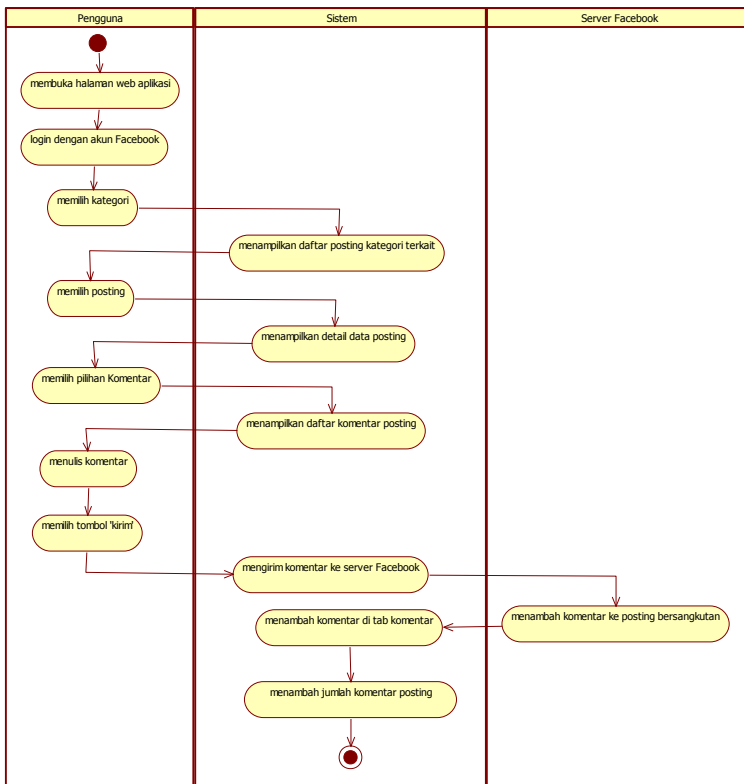 Pengguna
Sistem
Server Facebook
membuka halaman web aplikasi
login dengan akun Facebook
memilih kategori
menampilkan daftar posting kategori terkait
memilih posting
menampilkan detail data posting
memilih pilihan Komentar
menampilkan daftar komentar posting
menulis komentar
memilih tombol 'kirim'
mengirim komentar ke server Facebook
menambah komentar ke posting bersangkutan
menambah komentar di tab komentar
menambah jumlah komentar posting